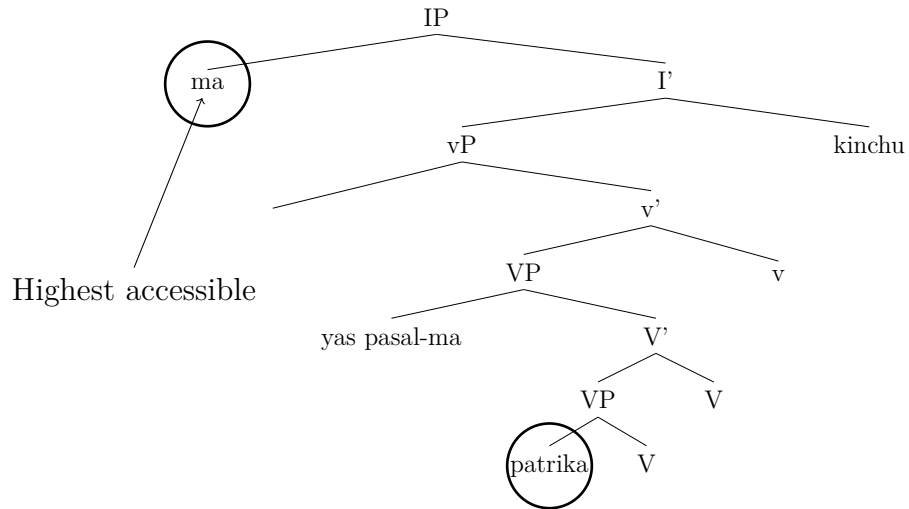 IP
ma I'
vP kinchu
v'
Highest accessible VP v
yas pasal-ma V'
VP V
patrika V